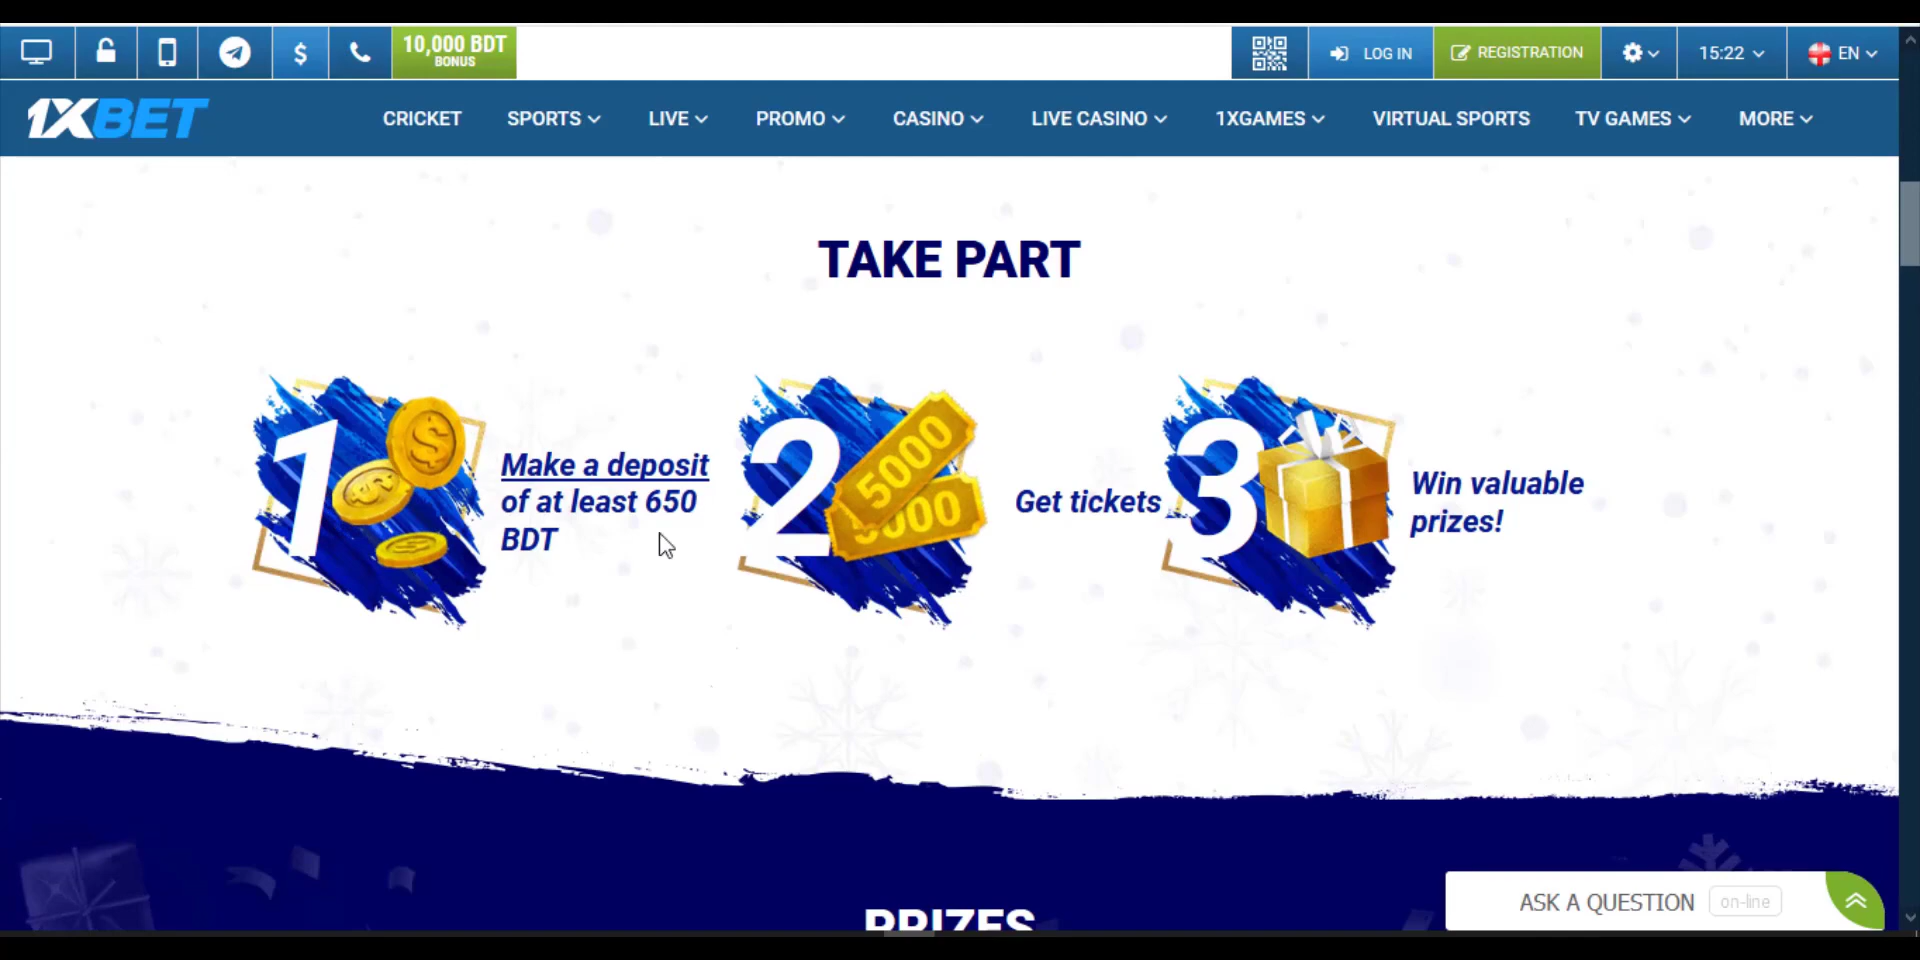 10,000 BDT
BONUS
LOG IN
REGISTRATION
15:22
EN
1XBET
CRICKET
SPORTS
LIVE
PROMO
CASINO
LIVE CASINO
1XGAMES
VIRTUAL SPORTS
TV GAMES
MORE
TAKE PART
1
Make a deposit
of at least 650
BDT
2
5000
5000
Get tickets
3
Win valuable
prizes!
PRIZES
ASK A QUESTION
on-line